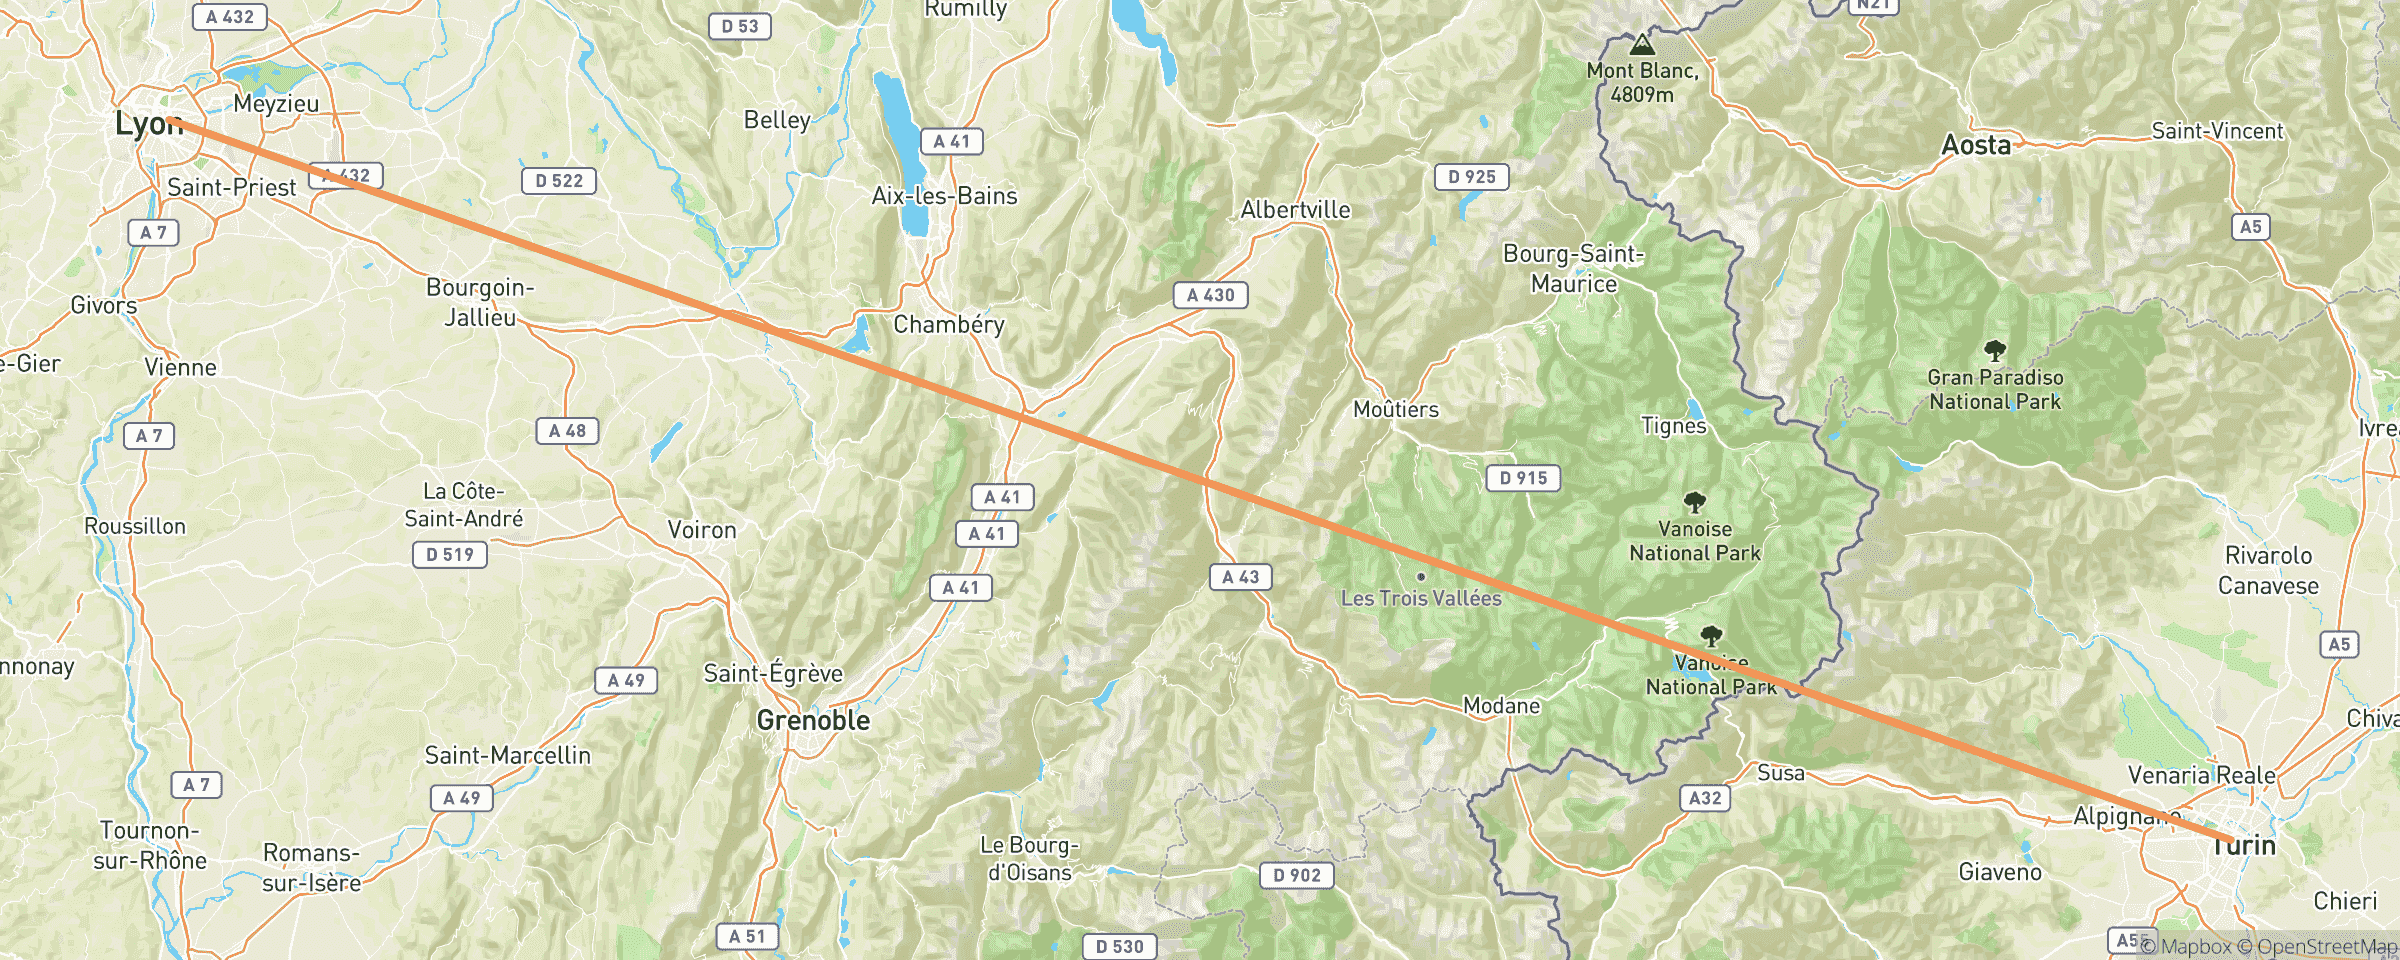 A 432
D 53
Rumilly
N21
Mont Blanc,
4809m
Meyzieu
Lyon
Belley
A 41
Aosta
Saint-Vincent
A 432
D 522
D 925
Saint-Priest
Aix-les-Bains
Albertville
A 7
A5
Bourg-Saint-
Maurice
Bourgoin-
Jallieu
A 430
Givors
Chambéry
e-Gier
Vienne
Gran Paradiso
National Park
Moûtiers
Tignes
Ivrea
A 7
A 48
D 915
La Côte-
Saint-André
A 41
Roussillon
Voiron
A 41
Vanoise
National Park
D 519
Rivarolo
Canavese
A 43
A 41
Les Trois Vallées
A5
nnonay
Saint-Égrève
A 49
Vanoise
National Park
Modane
Grenoble
Chiva
Saint-Marcellin
A 7
A 49
Susa
Venaria Reale
A32
Alpignano
Tournon-
sur-Rhône
Romans-
sur-Isère
Le Bourg-
d'Oisans
Turin
D 902
Giaveno
Chieri
A 51
D 530
A55
© Mapbox © OpenStreetMap